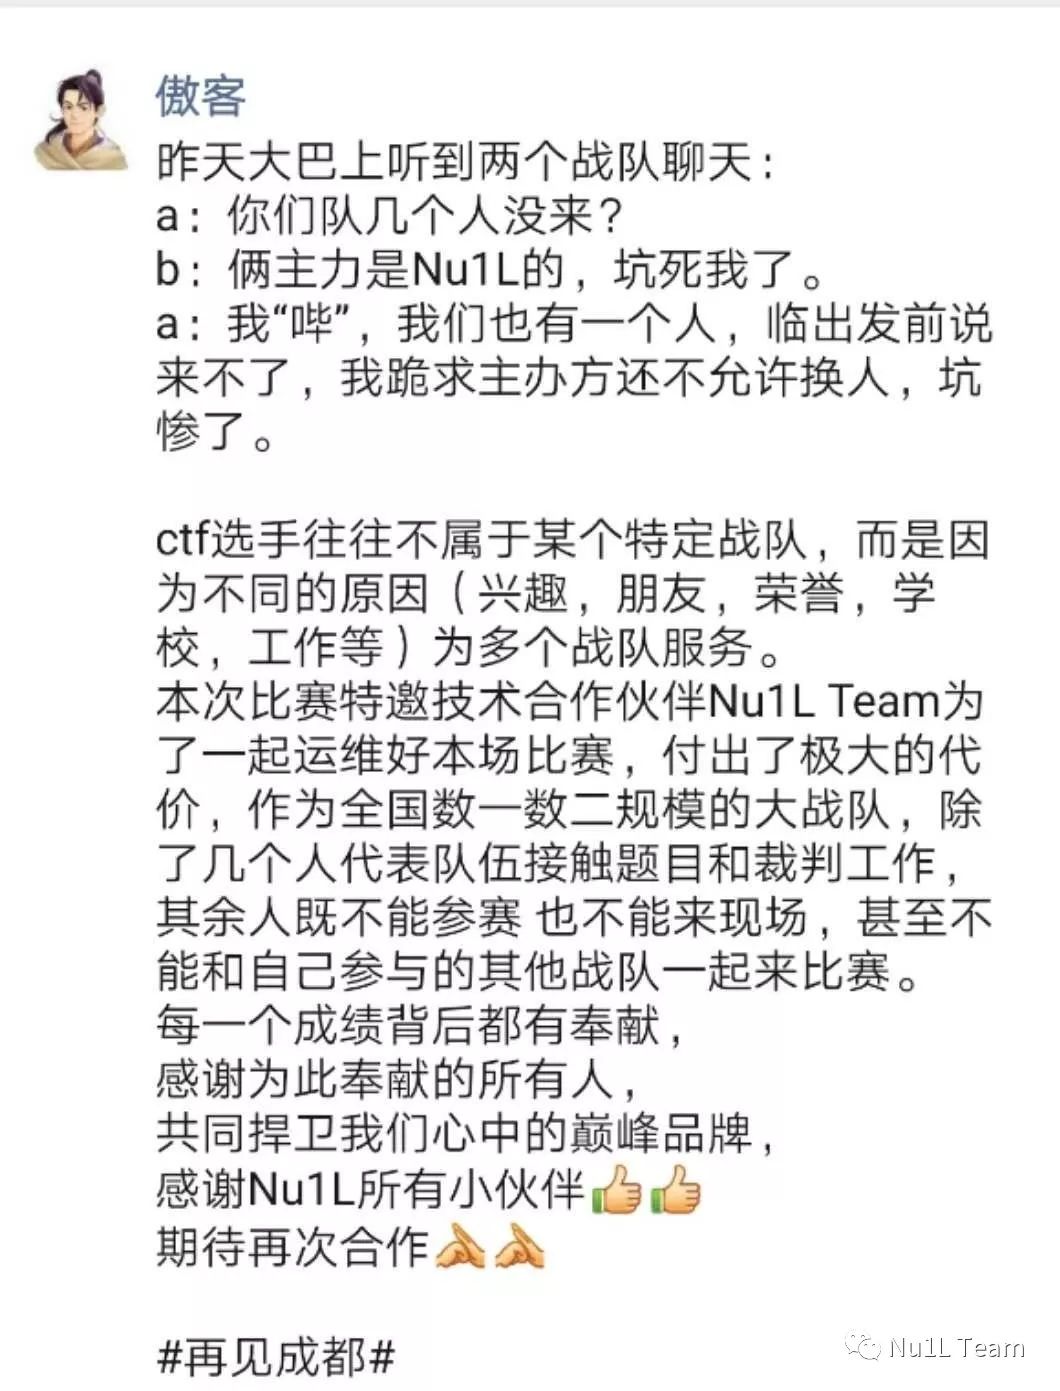 傲客
昨天大巴上听到两个战队聊天：
a：你们队几个人没来？
b：俩主力是Nu1L的，坑死我了。
a：我“哔”，我们也有一个人，临出发前说
来不了，我跪求主办方还不允许换人，坑
惨了。
ctf选手往往不属于某个特定战队，而是因
为不同的原因（兴趣，朋友，荣誉，学
校，工作等）为多个战队服务。
本次比赛特邀技术合作伙伴Nu1L Team为
了一起运维好本场比赛，付出了极大的代
价，作为全国数一数二规模的大战队，除
了几个人代表队伍接触题目和裁判工作，
其余人既不能参赛 也不能来现场，甚至不
能和自己参与的其他战队一起来比赛。
每一个成绩背后都有奉献，
感谢为此奉献的所有人，
共同捍卫我们心中的巅峰品牌，
感谢Nu1L所有小伙伴👍👍
期待再次合作
#再见成都#
Nu1L Team